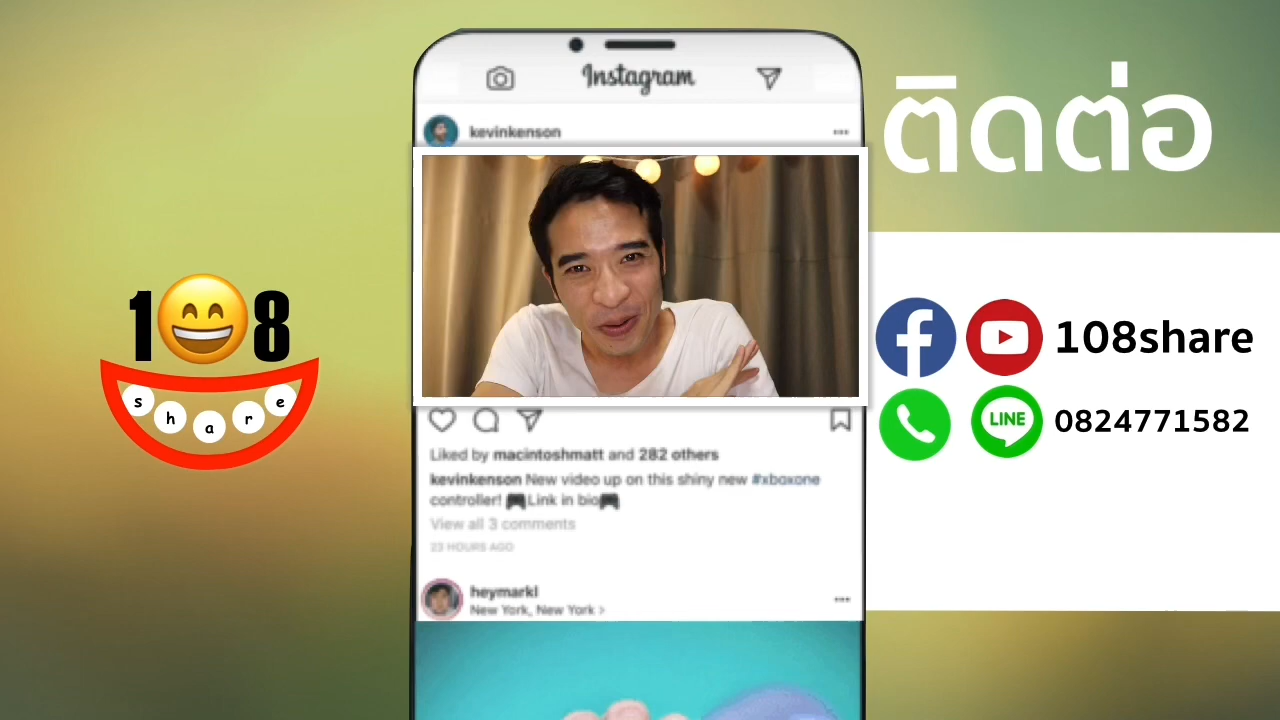 108
share
Instagram
kevinkenson
Liked by macintoshmatt and 282 others
kevinkenson New video up on this shiny new #xboxone
controller! 🎮Link in bio🎮
View all 3 comments
23 HOURS AGO
heymarkl
New York, New York >
ติดต่อ
108share
LINE
0824771582